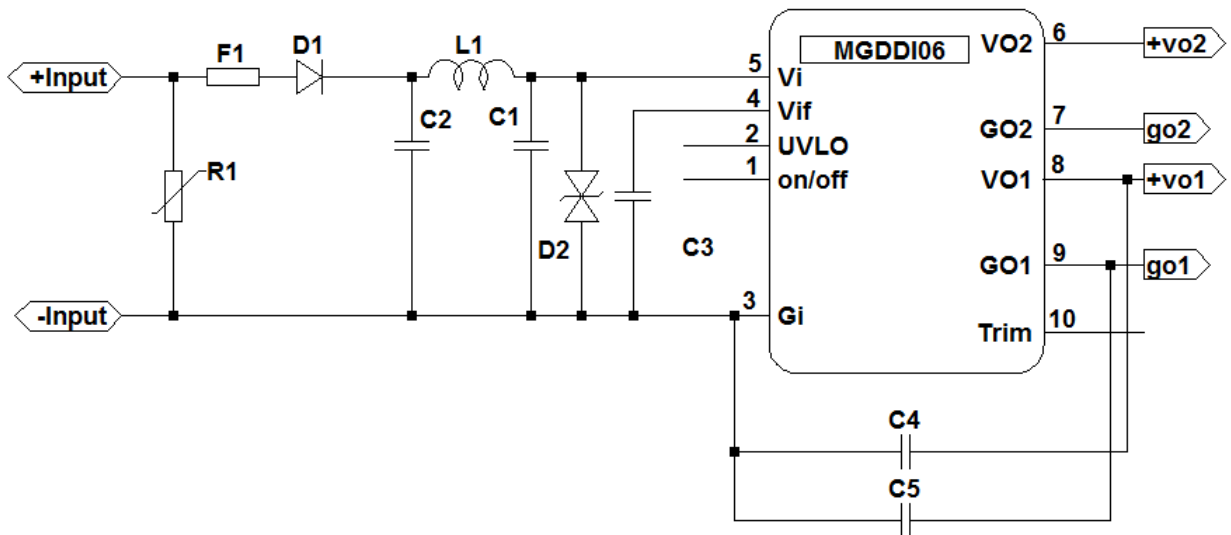 MGDDI06
VO2
6
+vo2
F1
D1
L1
+Input
5
Vi
4
Vif
C2
C1
2
UVLO
7
GO2
go2
1
on/off
8
VO1
+vo1
R1
D2
C3
9
GO1
go1
-Input
3
Gi
10
Trim
C4
C5